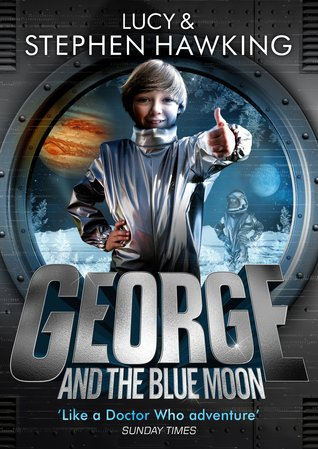 LUCY &
STEPHEN HAWKING
GEORGE
AND THE BLUE MOON
'Like a Doctor Who adventure'
SUNDAY TIMES